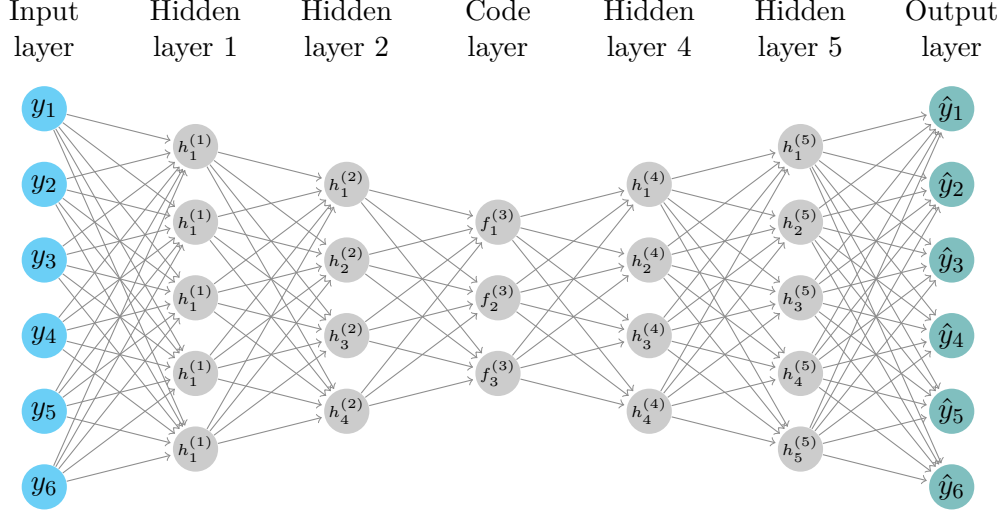 Input layer
Hidden layer 1
Hidden layer 2
Code layer
Hidden layer 4
Hidden layer 5
Output layer
y₁
y₂
y₃
y₄
y₅
y₆
h₁⁽¹⁾
h₁⁽¹⁾
h₁⁽¹⁾
h₁⁽¹⁾
h₁⁽¹⁾
h₁⁽²⁾
h₂⁽²⁾
h₃⁽²⁾
h₄⁽²⁾
f₁⁽³⁾
f₂⁽³⁾
f₃⁽³⁾
h₁⁽⁴⁾
h₂⁽⁴⁾
h₃⁽⁴⁾
h₄⁽⁴⁾
h₁⁽⁵⁾
h₂⁽⁵⁾
h₃⁽⁵⁾
h₄⁽⁵⁾
h₅⁽⁵⁾
ŷ₁
ŷ₂
ŷ₃
ŷ₄
ŷ₅
ŷ₆